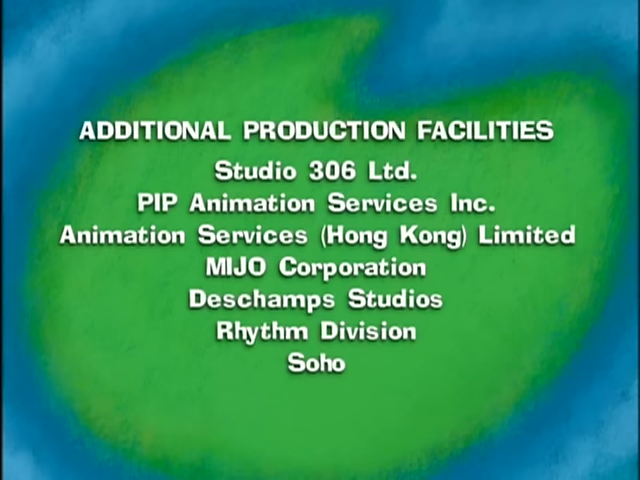 ADDITIONAL PRODUCTION FACILITIES
Studio 306 Ltd.
PIP Animation Services Inc.
Animation Services (Hong Kong) Limited
MIJO Corporation
Deschamps Studios
Rhythm Division
Soho